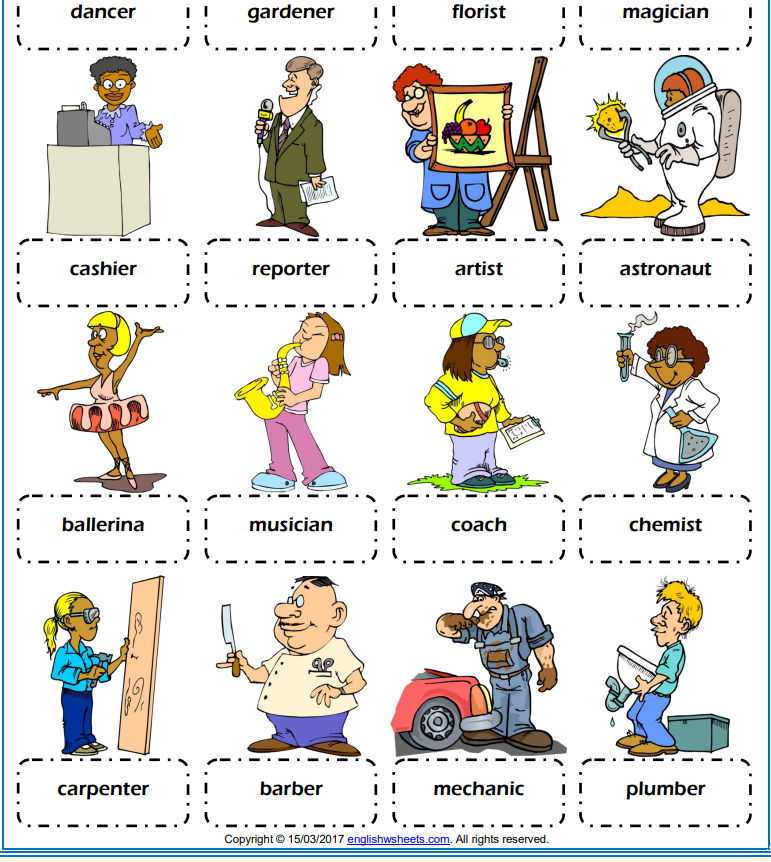 dancer gardener florist magician
cashier reporter artist astronaut
ballerina musician coach chemist
carpenter barber mechanic plumber
Copyright © 15/03/2017 englishwsheets.com. All rights reserved.